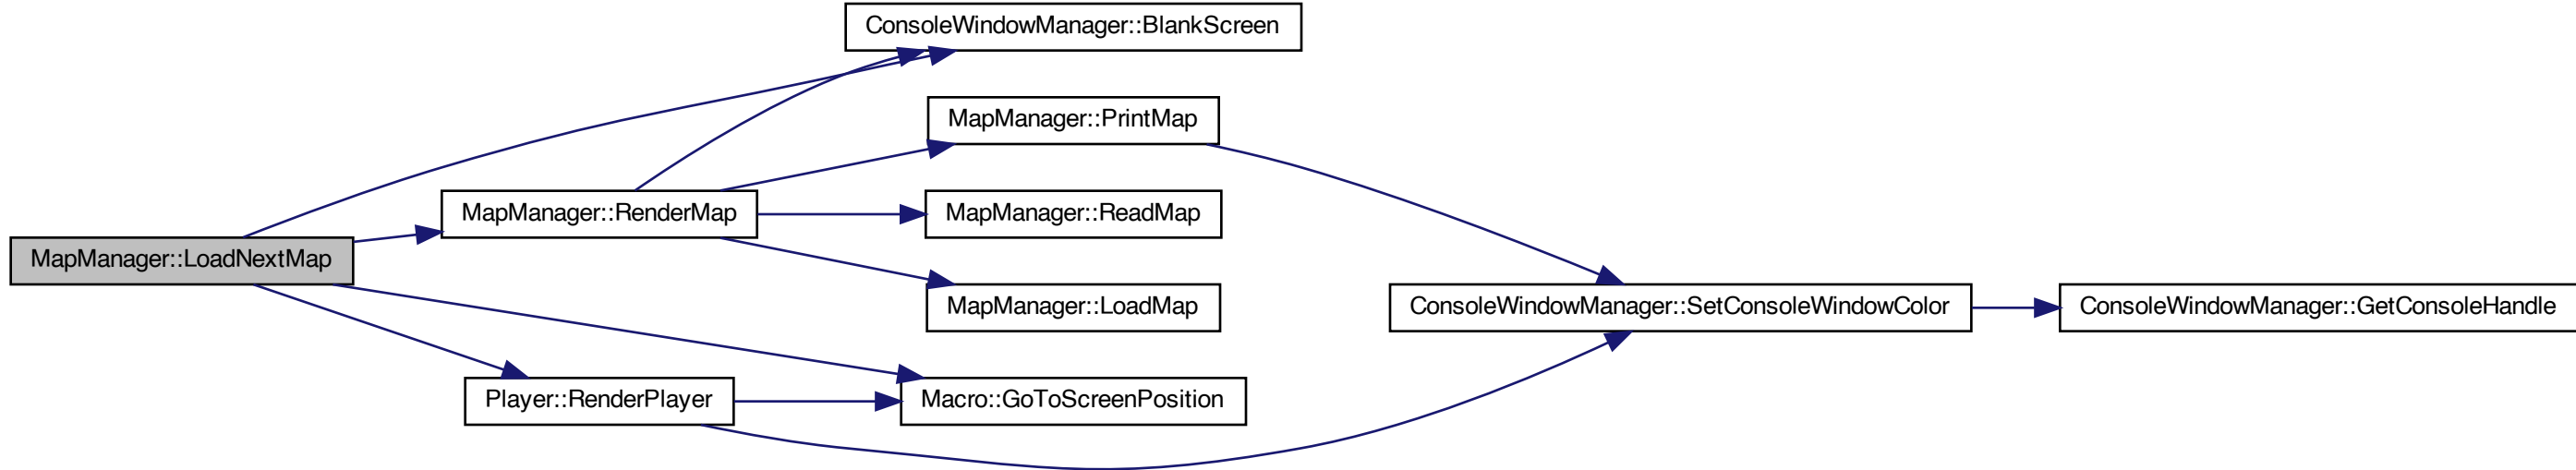 ConsoleWindowManager::BlankScreen
MapManager::PrintMap
MapManager::RenderMap
MapManager::ReadMap
MapManager::LoadNextMap
MapManager::LoadMap
ConsoleWindowManager::SetConsoleWindowColor
ConsoleWindowManager::GetConsoleHandle
Player::RenderPlayer
Macro::GoToScreenPosition